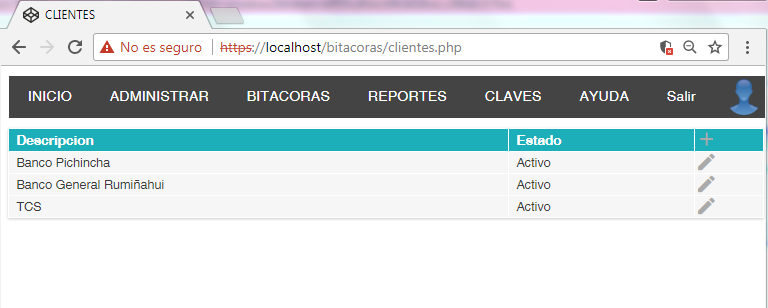 CLIENTES
No es seguro https://localhost/bitacoras/clientes.php
INICIO ADMINISTRAR BITACORAS REPORTES CLAVES AYUDA Salir
Descripcion Estado
Banco Pichincha Activo
Banco General Rumiñahui Activo
TCS Activo